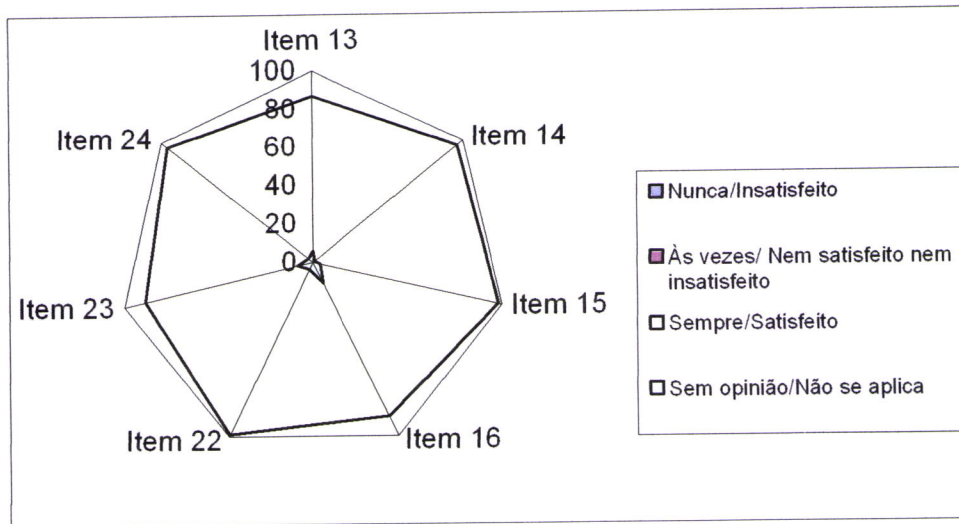 Item 13
100
80
60
40
20
0
Item 14
Item 15
Item 16
Item 22
Item 23
Item 24
Nunca/Insatisfeito
Às vezes/ Nem satisfeito nem
insatisfeito
Sempre/Satisfeito
Sem opinião/Não se aplica